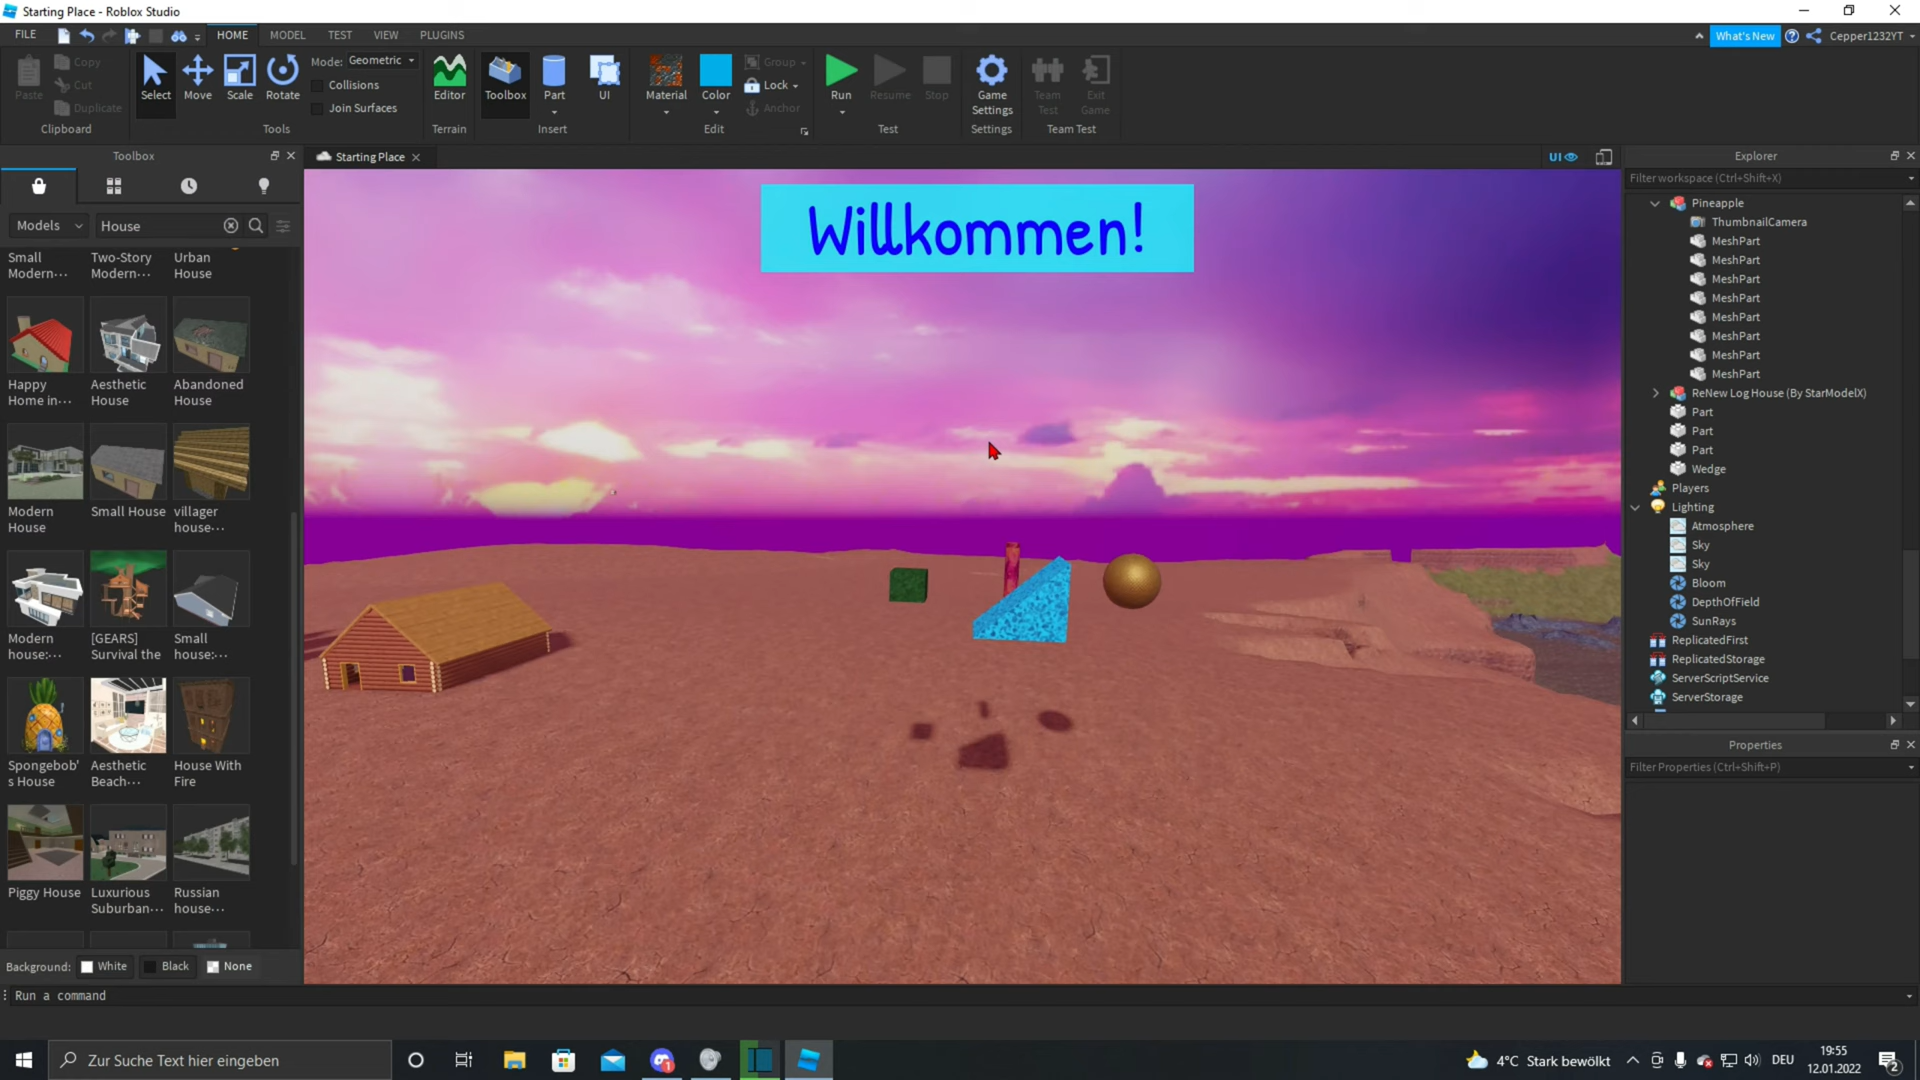 Starting Place - Roblox Studio
FILE
HOME
MODEL
TEST
VIEW
PLUGINS
What's New
Cepper1232YT
Paste
Copy
Cut
Duplicate
Clipboard
Select
Move
Scale
Rotate
Mode: Geometric
Collisions
Join Surfaces
Tools
Editor
Terrain
Toolbox
Part
UI
Insert
Material
Color
Group
Lock
Anchor
Edit
Run
Resume
Stop
Test
Game
Settings
Settings
Team
Test
Exit
Game
Team Test
Toolbox
Models
House
Small
Modern···
Two-Story
Modern···
Urban
House
Happy
Home in···
Aesthetic
House
Abandoned
House
Modern
House
Small House
villager
house···
Modern
house:···
[GEARS]
Survival the
Small
house:···
Spongebob'
s House
Aesthetic
Beach···
House With
Fire
Piggy House
Luxurious
Suburban···
Russian
house···
Background:
White
Black
None
Run a command
Starting Place
UI
Willkommen!
Explorer
Filter workspace (Ctrl+Shift+X)
Pineapple
ThumbnailCamera
MeshPart
MeshPart
MeshPart
MeshPart
MeshPart
MeshPart
MeshPart
MeshPart
ReNew Log House (By StarModelX)
Part
Part
Part
Wedge
Players
Lighting
Atmosphere
Sky
Sky
Bloom
DepthOfField
SunRays
ReplicatedFirst
ReplicatedStorage
ServerScriptService
ServerStorage
Properties
Filter Properties (Ctrl+Shift+P)
Zur Suche Text hier eingeben
1
4°C Stark bewölkt
DEU
19:55
12.01.2022
2